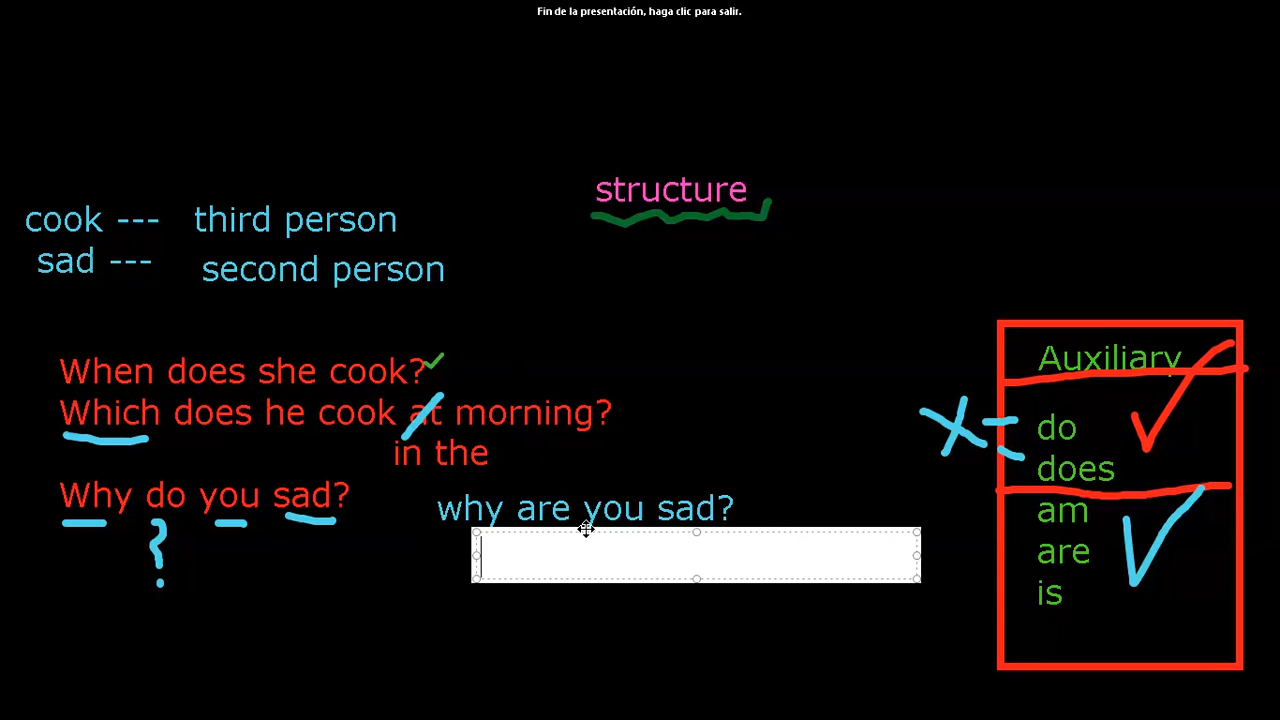 Fin de la presentación, haga clic para salir.
structure
cook --- third person
sad --- second person
When does she cook?
Which does he cook at morning?
in the
Why do you sad?
?
why are you sad?
Auxiliary
do
does
am
are
is